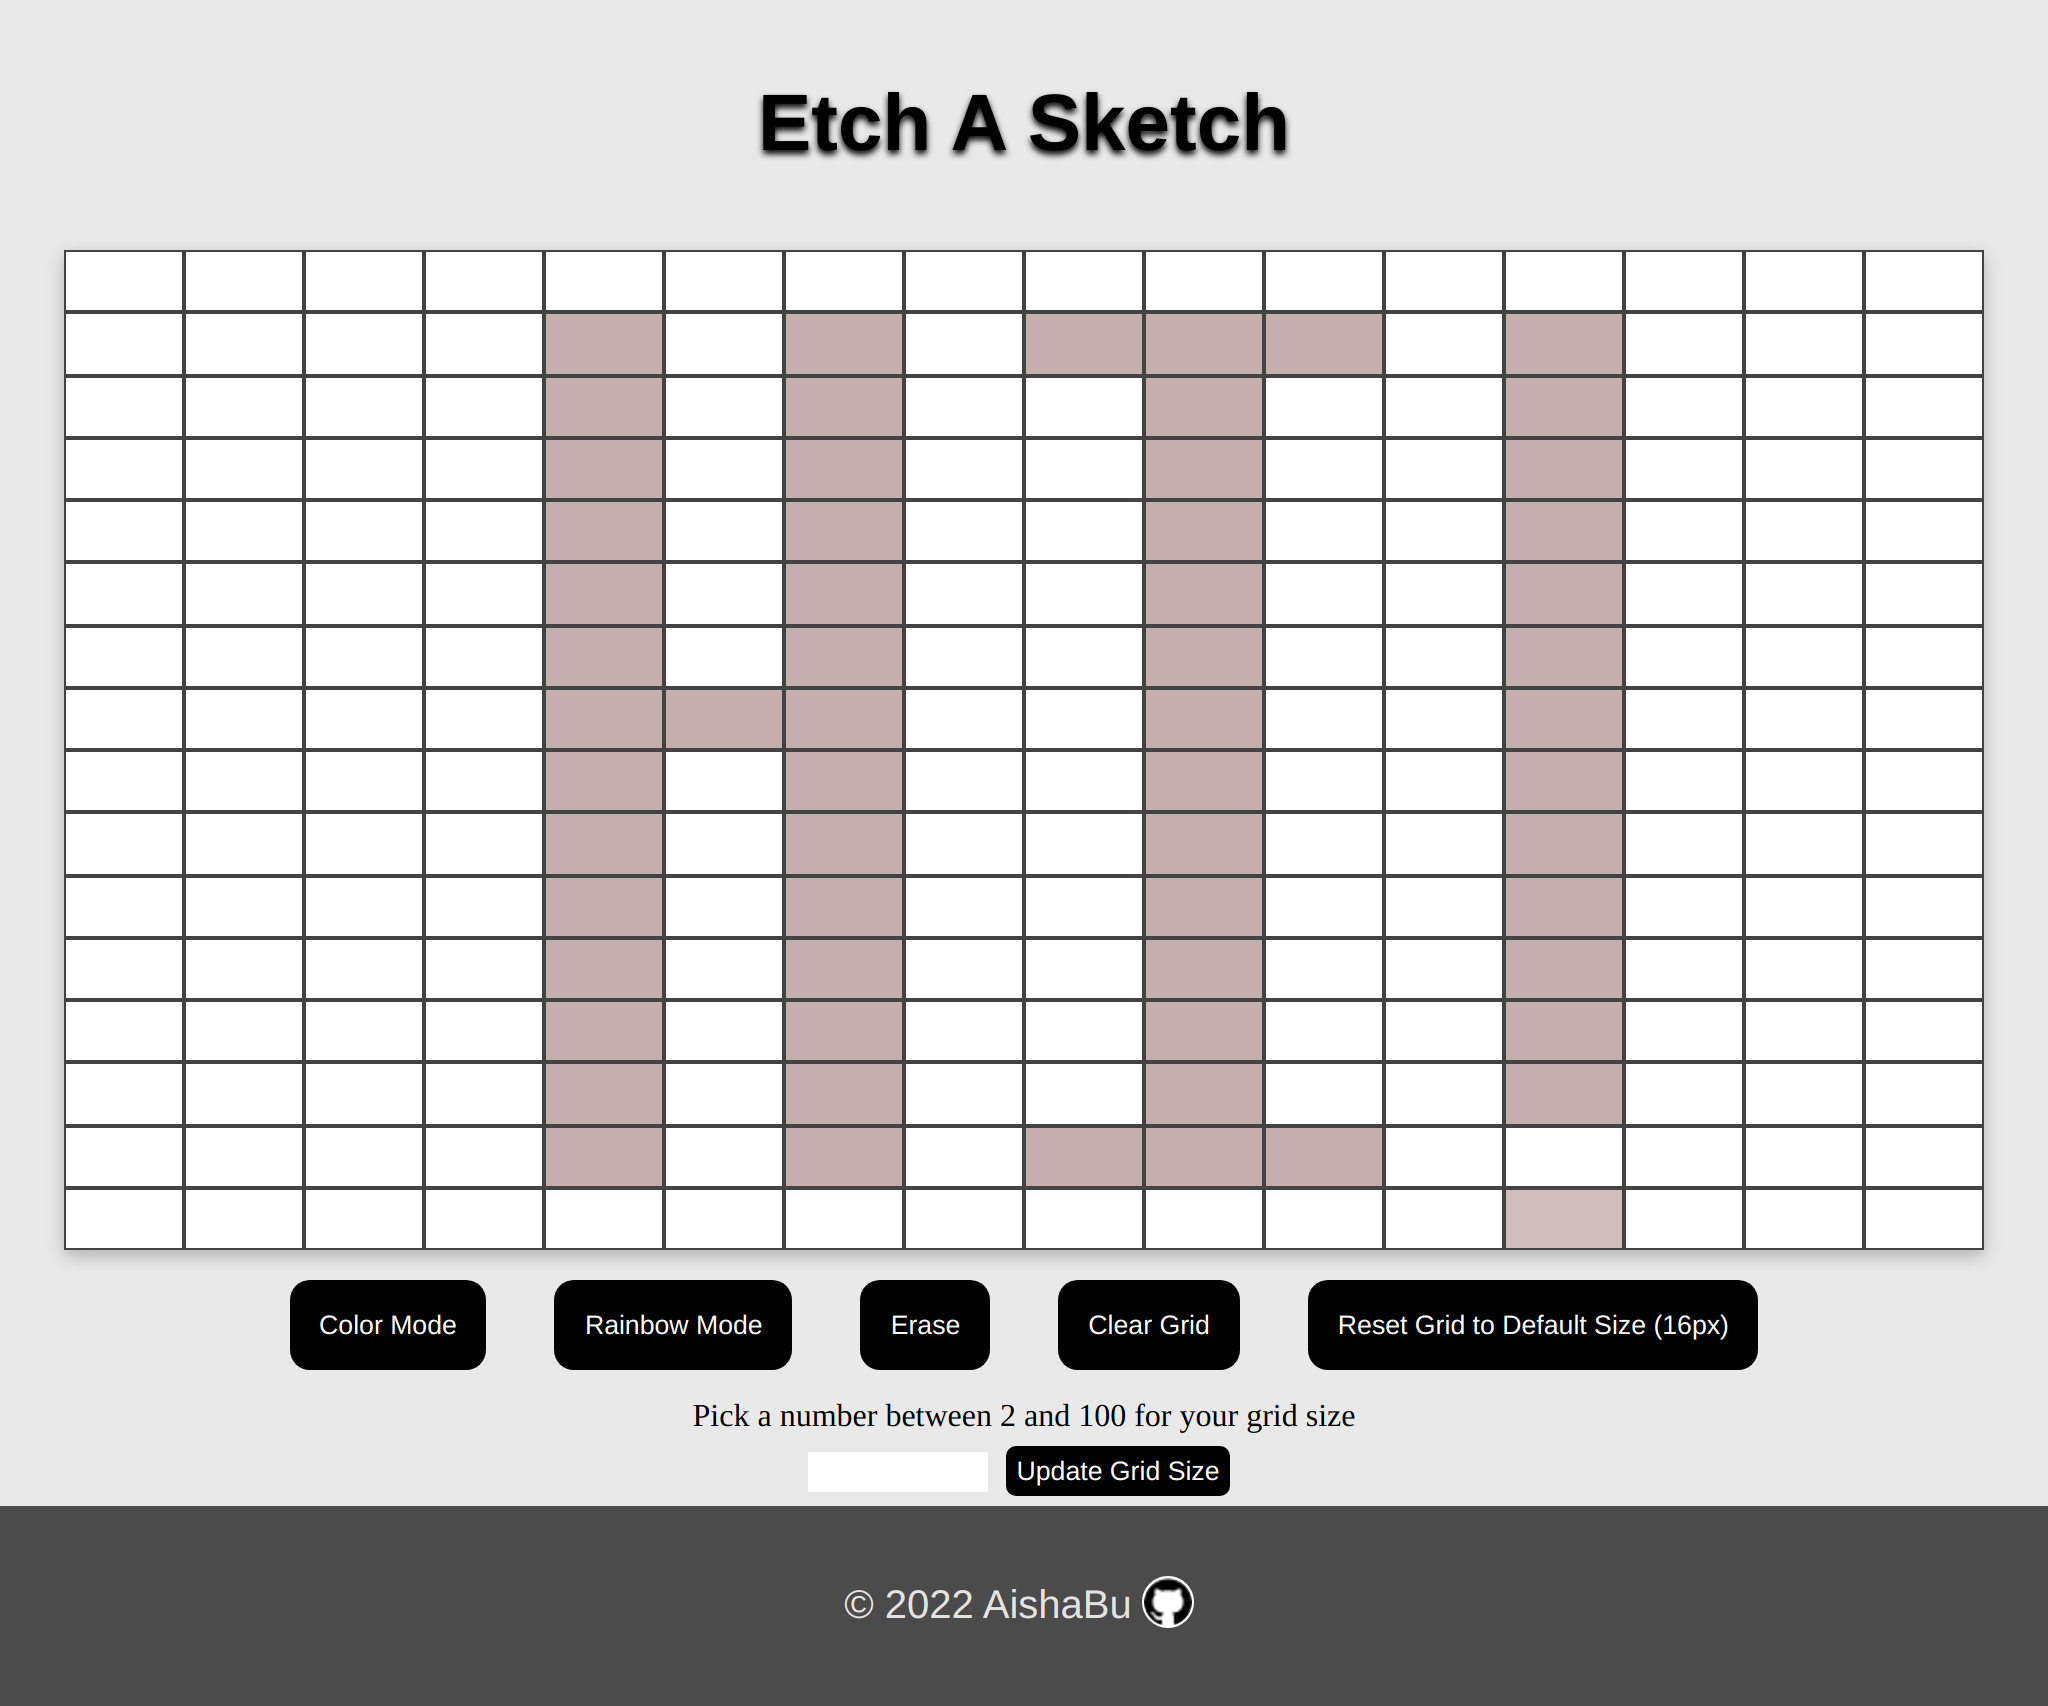 Etch A Sketch
HI!
Color Mode
Rainbow Mode
Erase
Clear Grid
Reset Grid to Default Size (16px)
Pick a number between 2 and 100 for your grid size
Update Grid Size
© 2022 AishaBu